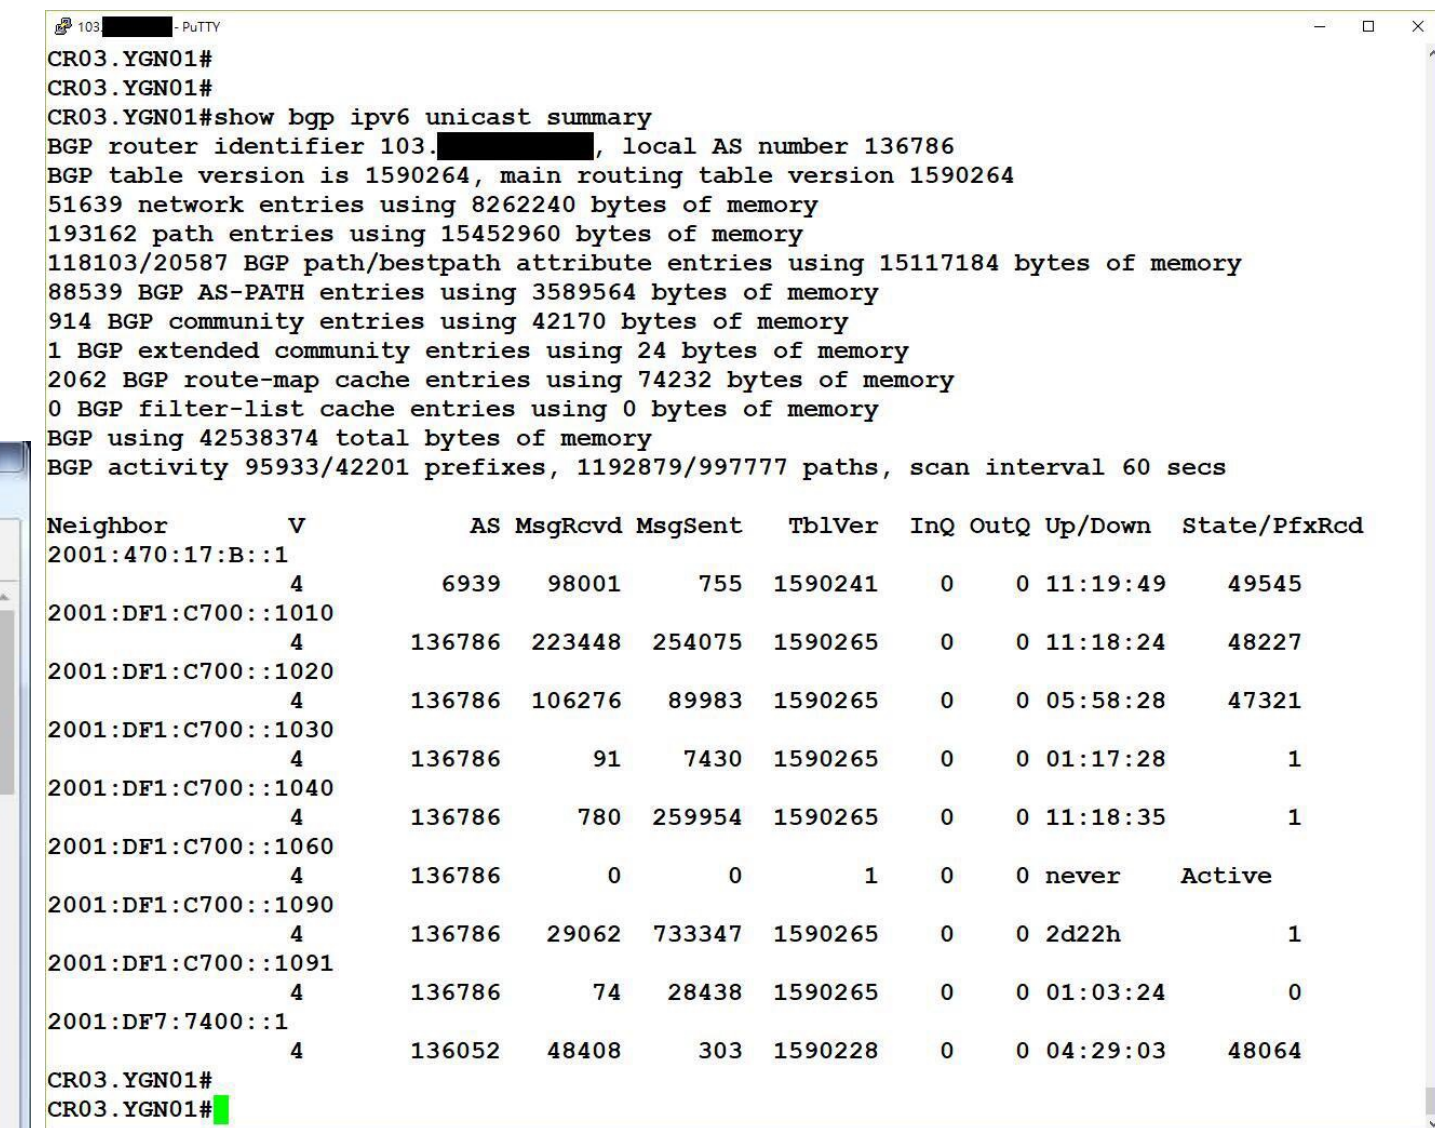 103. - PuTTY
CR03.YGN01#
CR03.YGN01#
CR03.YGN01#show bgp ipv6 unicast summary
BGP router identifier 103. , local AS number 136786
BGP table version is 1590264, main routing table version 1590264
51639 network entries using 8262240 bytes of memory
193162 path entries using 15452960 bytes of memory
118103/20587 BGP path/bestpath attribute entries using 15117184 bytes of memory
88539 BGP AS-PATH entries using 3589564 bytes of memory
914 BGP community entries using 42170 bytes of memory
1 BGP extended community entries using 24 bytes of memory
2062 BGP route-map cache entries using 74232 bytes of memory
0 BGP filter-list cache entries using 0 bytes of memory
BGP using 42538374 total bytes of memory
BGP activity 95933/42201 prefixes, 1192879/997777 paths, scan interval 60 secs
Neighbor V AS MsgRcvd MsgSent TblVer InQ OutQ Up/Down State/PfxRcd
2001:470:17:B::1
4 6939 98001 755 1590241 0 0 11:19:49 49545
2001:DF1:C700::1010
4 136786 223448 254075 1590265 0 0 11:18:24 48227
2001:DF1:C700::1020
4 136786 106276 89983 1590265 0 0 05:58:28 47321
2001:DF1:C700::1030
4 136786 91 7430 1590265 0 0 01:17:28 1
2001:DF1:C700::1040
4 136786 780 259954 1590265 0 0 11:18:35 1
2001:DF1:C700::1060
4 136786 0 0 1 0 0 never Active
2001:DF1:C700::1090
4 136786 29062 733347 1590265 0 0 2d22h 1
2001:DF1:C700::1091
4 136786 74 28438 1590265 0 0 01:03:24 0
2001:DF7:7400::1
4 136052 48408 303 1590228 0 0 04:29:03 48064
CR03.YGN01#
CR03.YGN01#